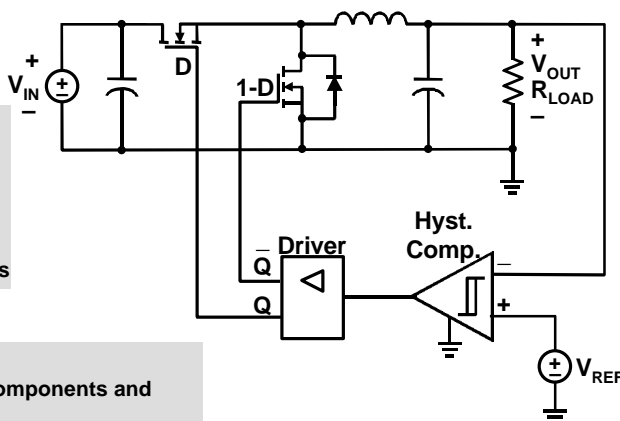 +
V_IN
−
D
1-D
+
V_OUT
R_LOAD
−
Hyst.
Comp.
Driver
Q̅
Q
−
+
V_REF
s
omponents and